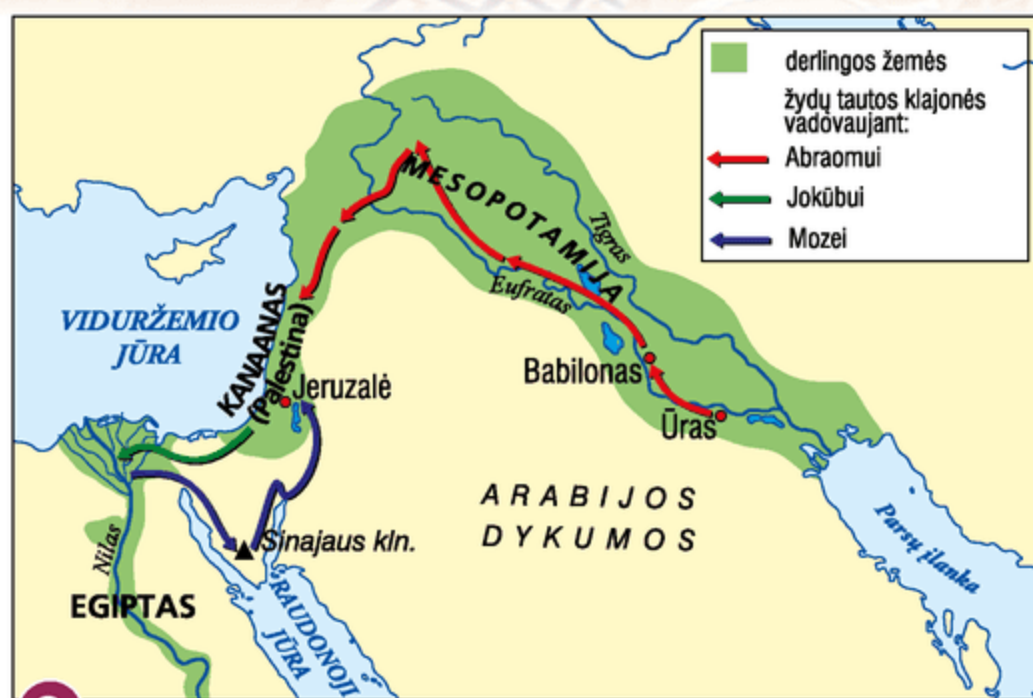 derlingos žemės
žydų tautos klajonės
vadovaujant:
Abraomui
Jokūbui
Mozei
MESOPOTAMIJA
Tigras
Eufratas
VIDURŽEMIO
JŪRA
KANAANAS
(Palestina)
Jeruzalė
Babilonas
Ūras
ARABIJOS
DYKUMOS
Sinajaus kln.
Nilas
EGIPTAS
RAUDONOJI
JŪRA
Parsų įlanka